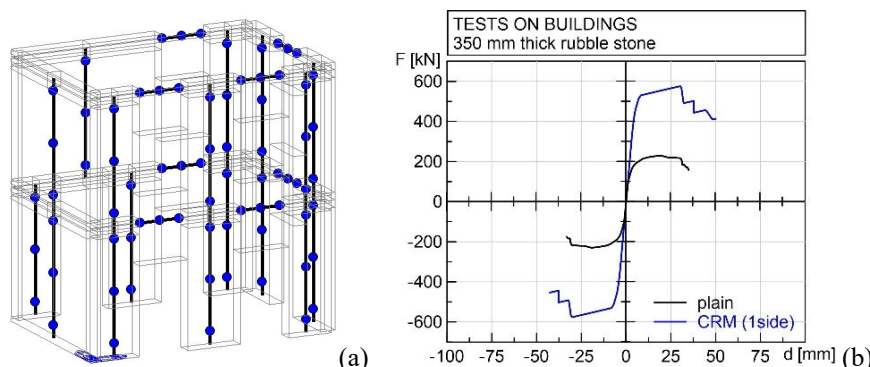 TESTS ON BUILDINGS
350 mm thick rubble stone
F [kN]
600
400
200
0
-200
-400
-600
plain
CRM (1side)
-100 -75 -50 -25 0 25 50 75 d [mm]
(a)
(b)